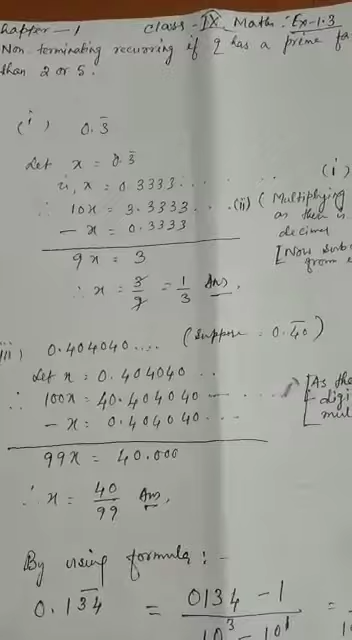 hapter - 1 Class - IX Maths : Ex-1.3
Non terminating recurring if q has a prime fa
than 2 or 5.
(i) 0.3̅
Let x = 0.3̅
i.e, x = 0.3333.... .. .... (i)
∴ 10x = 3.3333... .(ii) ( Multiplying
- x = 0.3333 as there is
decimal
9x = 3 [Now subt
∴ x = 3/9 = 1/3 Ans, from e
iii) 0.404040.... (Suppose = 0.4̅0̅)
Let x = 0.404040 .. [As the
∴ 100x = 40.404040 — .... digi
- x = 0.404040... mul
99x = 40.000
∴ x = 40/99 Ans,
By using formula : -
0.13̅4̅ = 0134 - 1 / 10³ - 10¹ =